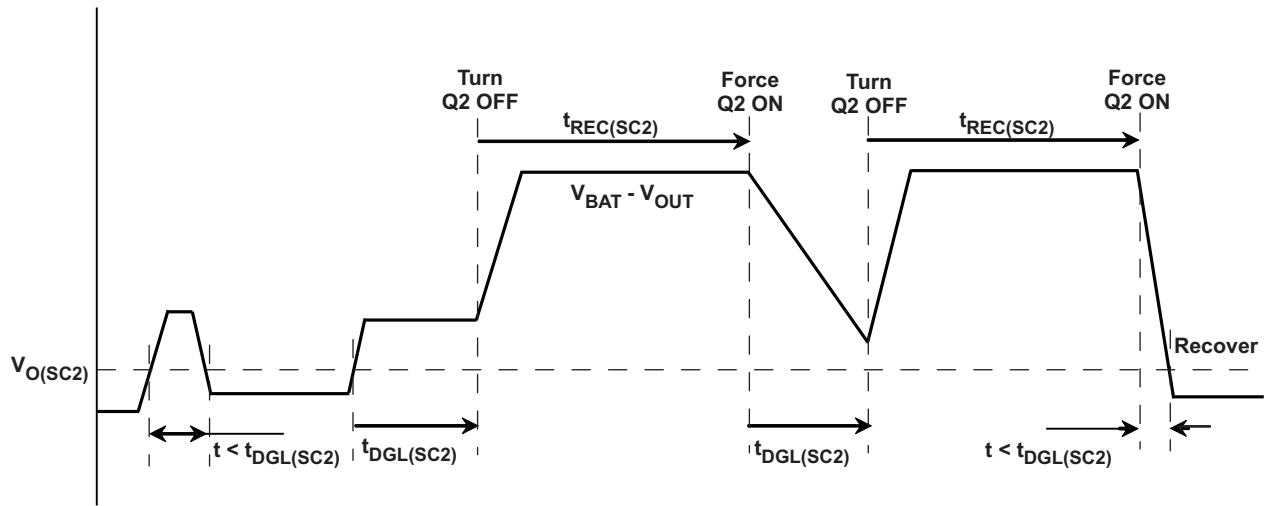 Turn
Q2 OFF
Force
Q2 ON
Turn
Q2 OFF
Force
Q2 ON
tREC(SC2)
tREC(SC2)
VBAT - VOUT
VO(SC2)
Recover
t < tDGL(SC2)
tDGL(SC2)
tDGL(SC2)
t < tDGL(SC2)